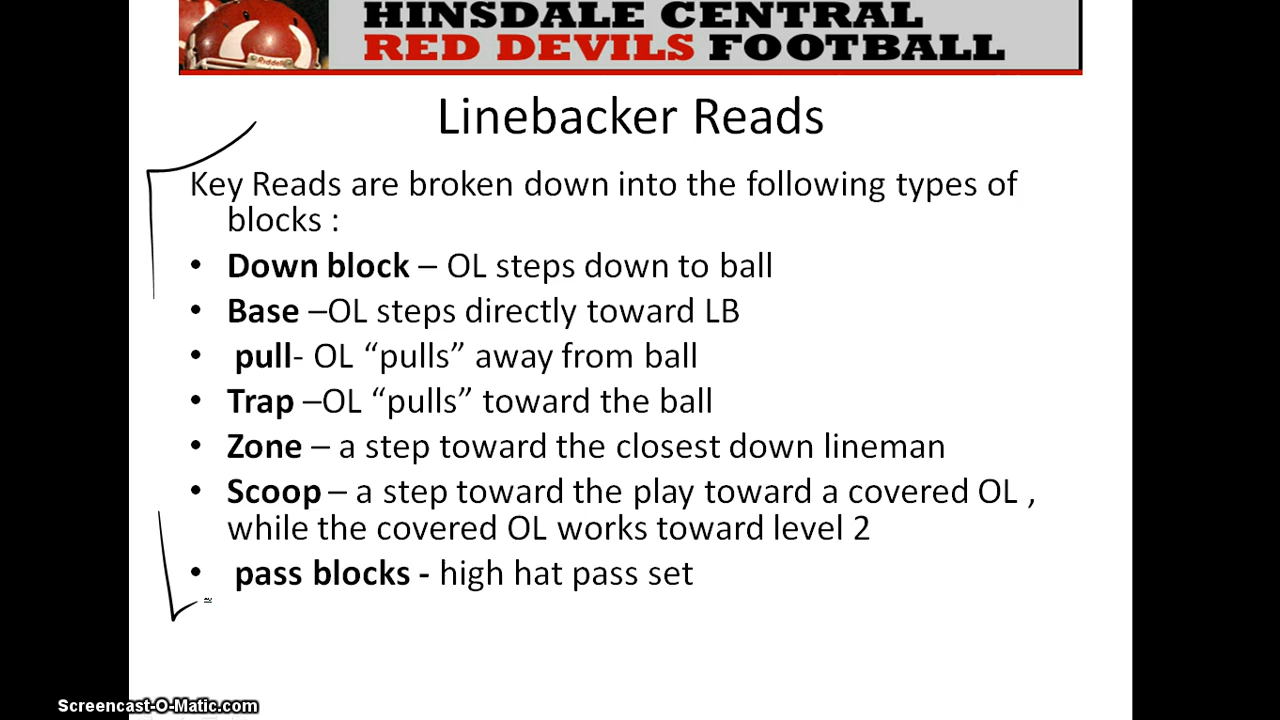 HINSDALE CENTRAL
RED DEVILS FOOTBALL
Riddell
Linebacker Reads
Key Reads are broken down into the following types of
blocks :
• Down block – OL steps down to ball
• Base –OL steps directly toward LB
• pull- OL “pulls” away from ball
• Trap –OL “pulls” toward the ball
• Zone – a step toward the closest down lineman
• Scoop – a step toward the play toward a covered OL ,
while the covered OL works toward level 2
• pass blocks - high hat pass set
Screencast-O-Matic.com